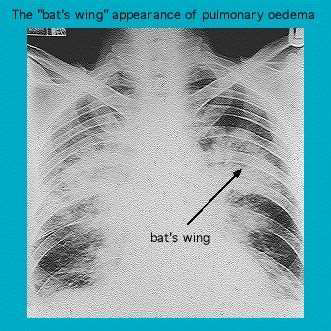 The "bat's wing" appearance of pulmonary oedema
bat's wing